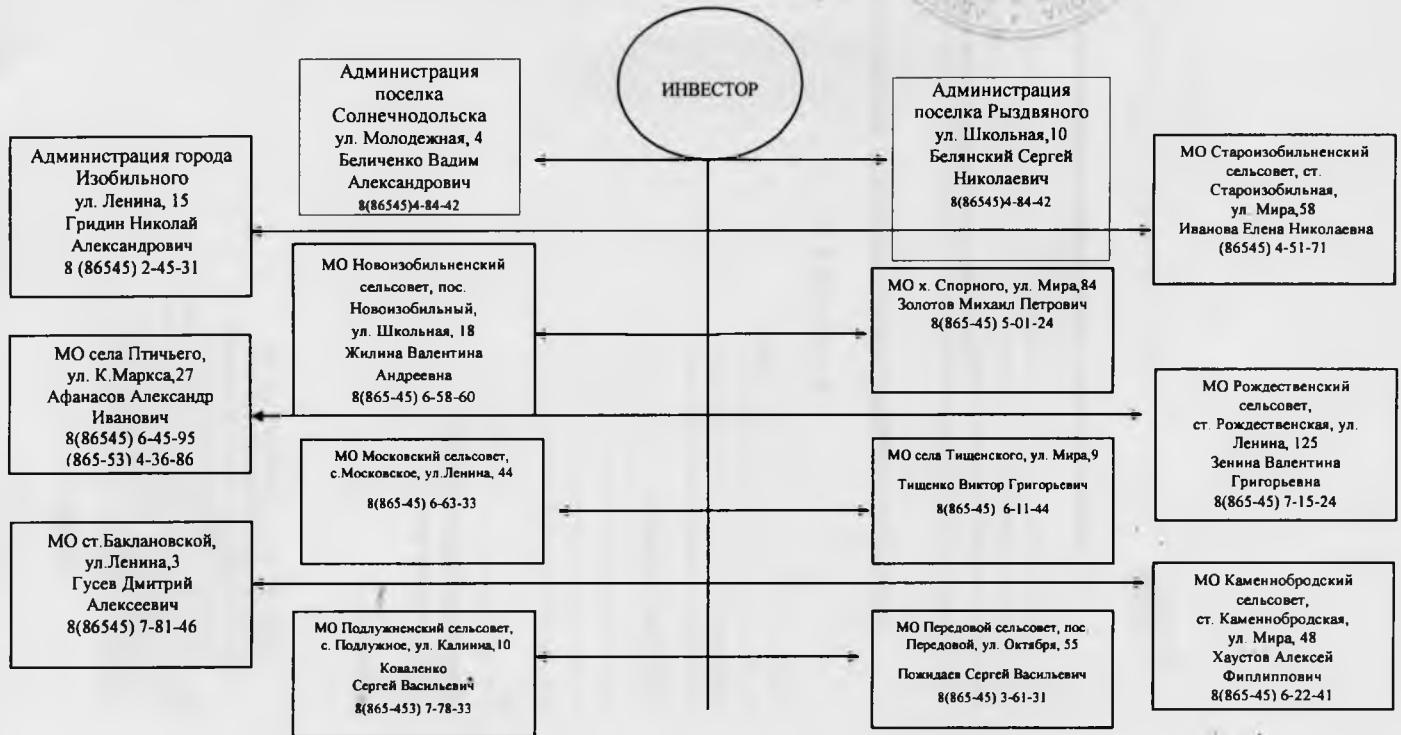 ИНВЕСТОР
Администрация
поселка
Солнечнодольска
ул. Молодежная, 4
Беличенко Вадим
Александрович
8(86545)4-84-42
Администрация
поселка Рыздвяного
ул. Школьная,10
Белянский Сергей
Николаевич
8(86545)4-84-42
Администрация города
Изобильного
ул. Ленина, 15
Гридин Николай
Александрович
8 (86545) 2-45-31
МО Староизобильненский
сельсовет, ст.
Староизобильная,
ул. Мира,58
Иванова Елена Николаевна
(86545) 4-51-71
МО Новоизобильненский
сельсовет, пос.
Новоизобильный,
ул. Школьная, 18
Жилина Валентина
Андреевна
8(865-45) 6-58-60
МО х. Спорного, ул. Мира,84
Золотов Михаил Петрович
8(865-45) 5-01-24
МО села Птичьего,
ул. К.Маркса,27
Афанасов Александр
Иванович
8(86545) 6-45-95
(865-53) 4-36-86
МО Рождественский
сельсовет,
ст. Рождественская, ул.
Ленина, 125
Зенина Валентина
Григорьевна
8(865-45) 7-15-24
МО Московский сельсовет,
с.Московское, ул.Ленина, 44
8(865-45) 6-63-33
МО села Тищенского, ул. Мира,9
Тищенко Виктор Григорьевич
8(865-45) 6-11-44
МО ст.Баклановской,
ул.Ленина,3
Гусев Дмитрий
Алексеевич
8(86545) 7-81-46
МО Каменнобродский
сельсовет,
ст. Каменнобродская,
ул. Мира, 48
Хаустов Алексей
Фиплиппович
8(865-45) 6-22-41
МО Подлужненский сельсовет,
с. Подлужное, ул. Калинина,10
Коваленко
Сергей Васильевич
8(865-453) 7-78-33
МО Передовой сельсовет, пос
Передовой, ул. Октября, 55
Пожидаев Сергей Васильевич
8(865-45) 3-61-31